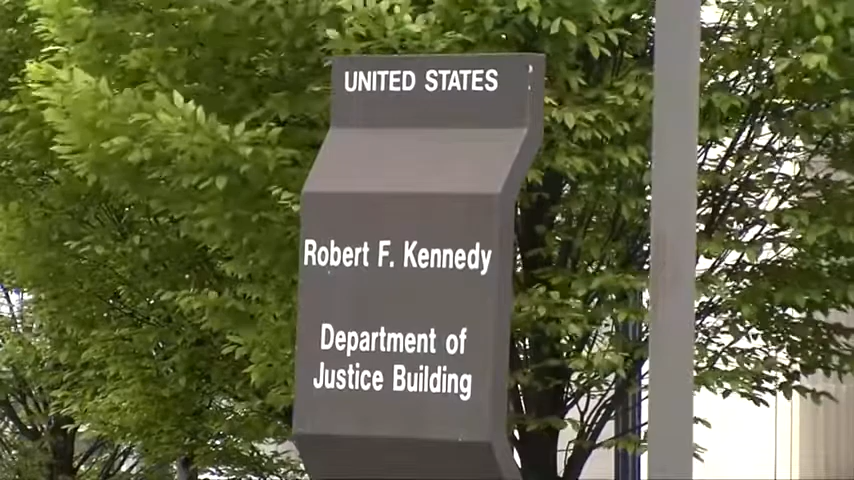 UNITED STATES
Robert F. Kennedy
Department of
Justice Building